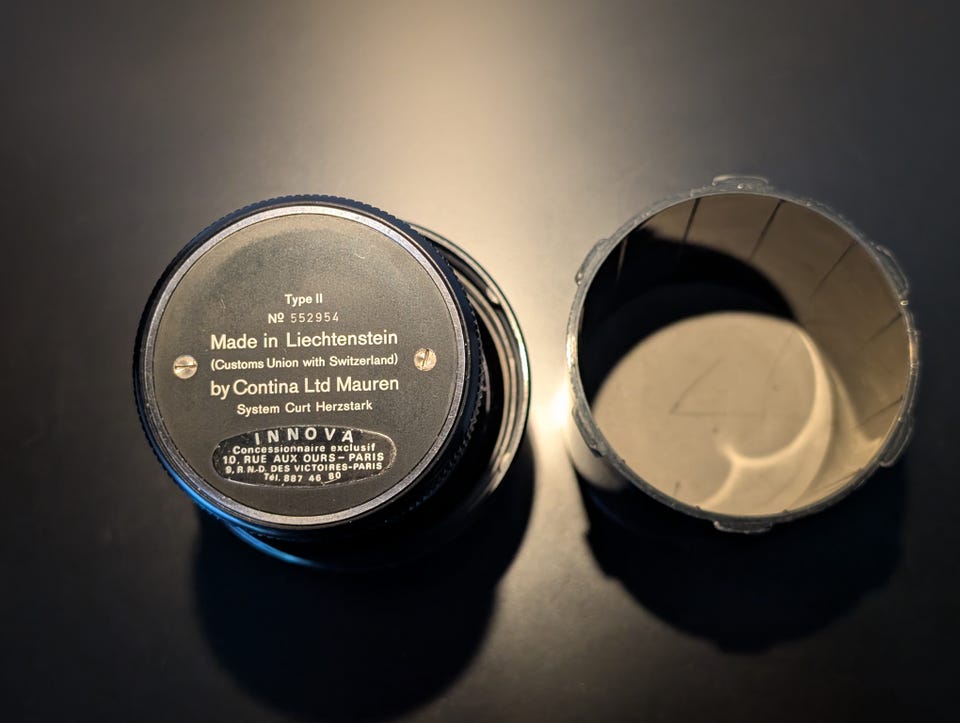 Type II
Nº 552954
Made in Liechtenstein
(Customs Union with Switzerland)
by Contina Ltd Mauren
System Curt Herzstark
INNOVA
Concessionnaire exclusif
10, RUE AUX OURS - PARIS
9, R.N-D. DES VICTOIRES-PARIS
Tél. 887 46 80